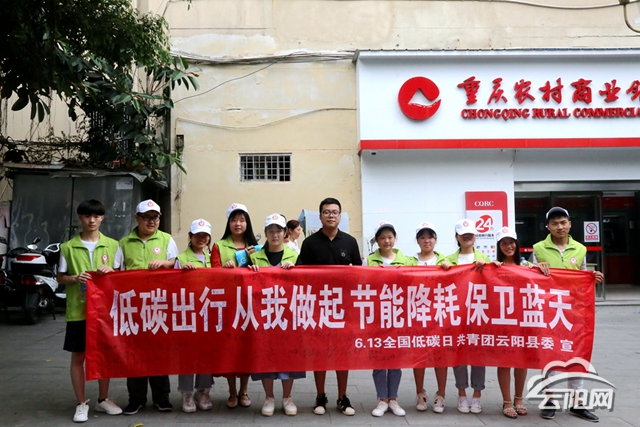 重庆农村商业
CHONGQING RURAL COMMERCIAL
CQRC
24
低碳出行 从我做起 节能降耗 保卫蓝天
6.13全国低碳日 共青团云阳县委 宣
云阳网